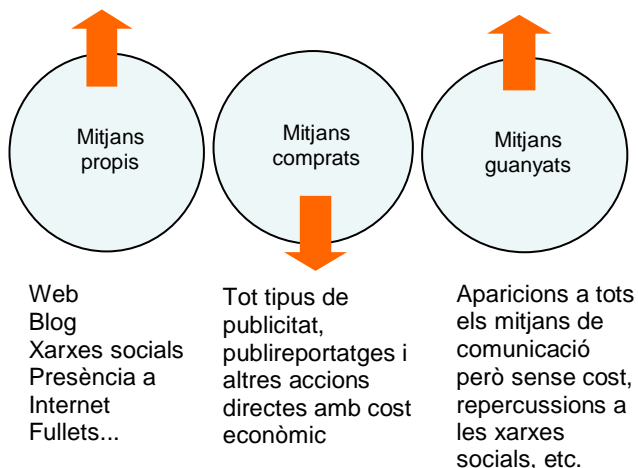 Mitjans
propis
Mitjans
comprats
Mitjans
guanyats
Web
Blog
Xarxes socials
Presència a
Internet
Fullets...
Tot tipus de
publicitat,
publireportatges i
altres accions
directes amb cost
econòmic
Aparicions a tots
els mitjans de
comunicació
però sense cost,
repercussions a
les xarxes
socials, etc.